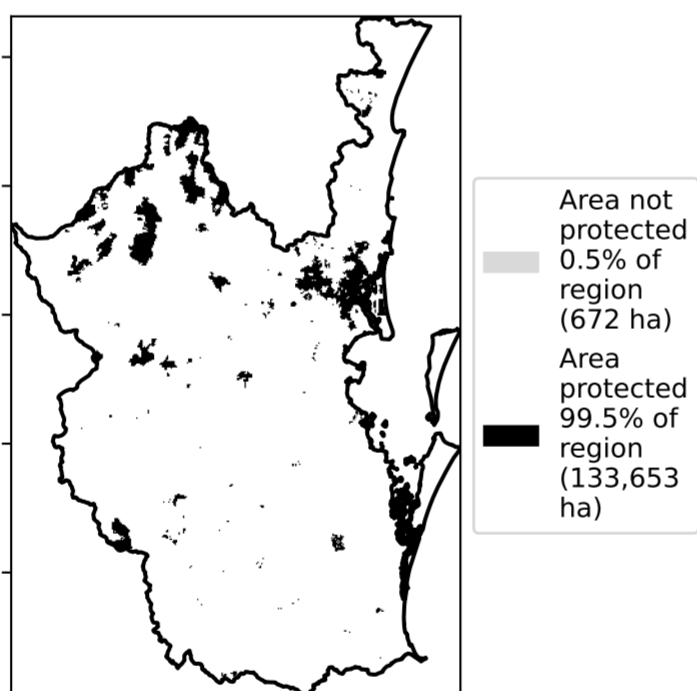 Area not
protected
0.5% of
region
(672 ha)
Area
protected
99.5% of
region
(133,653
ha)